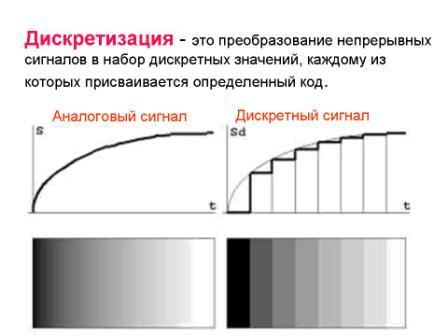 Дискретизация - это преобразование непрерывных
сигналов в набор дискретных значений, каждому из
которых присваивается определенный код.
Аналоговый сигнал
Дискретный сигнал
S
t
Sd
t